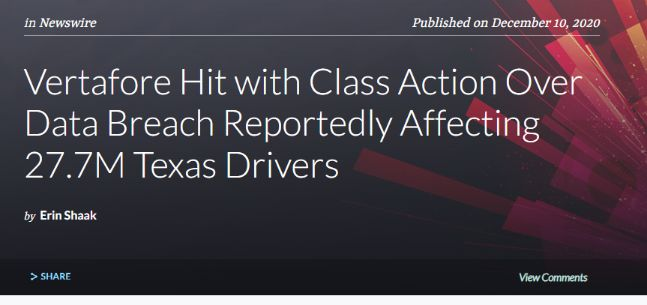 in Newswire
Published on December 10, 2020
Vertafore Hit with Class Action Over
Data Breach Reportedly Affecting
27.7M Texas Drivers
by Erin Shaak
> SHARE
View Comments